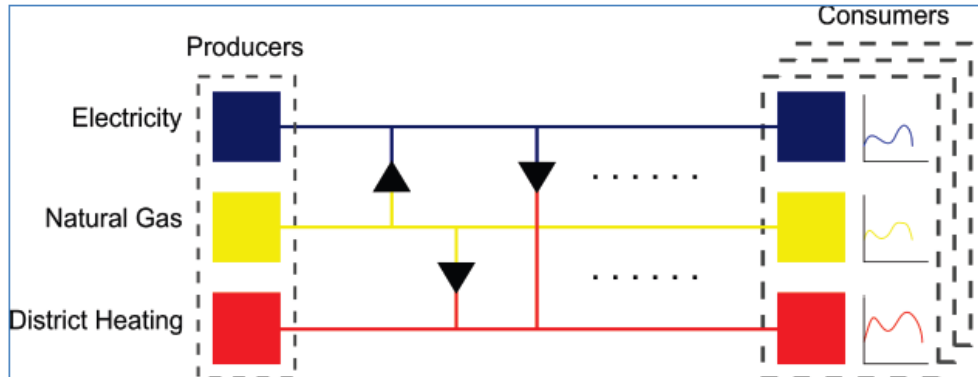 Consumers
Producers
Electricity
Natural Gas
District Heating